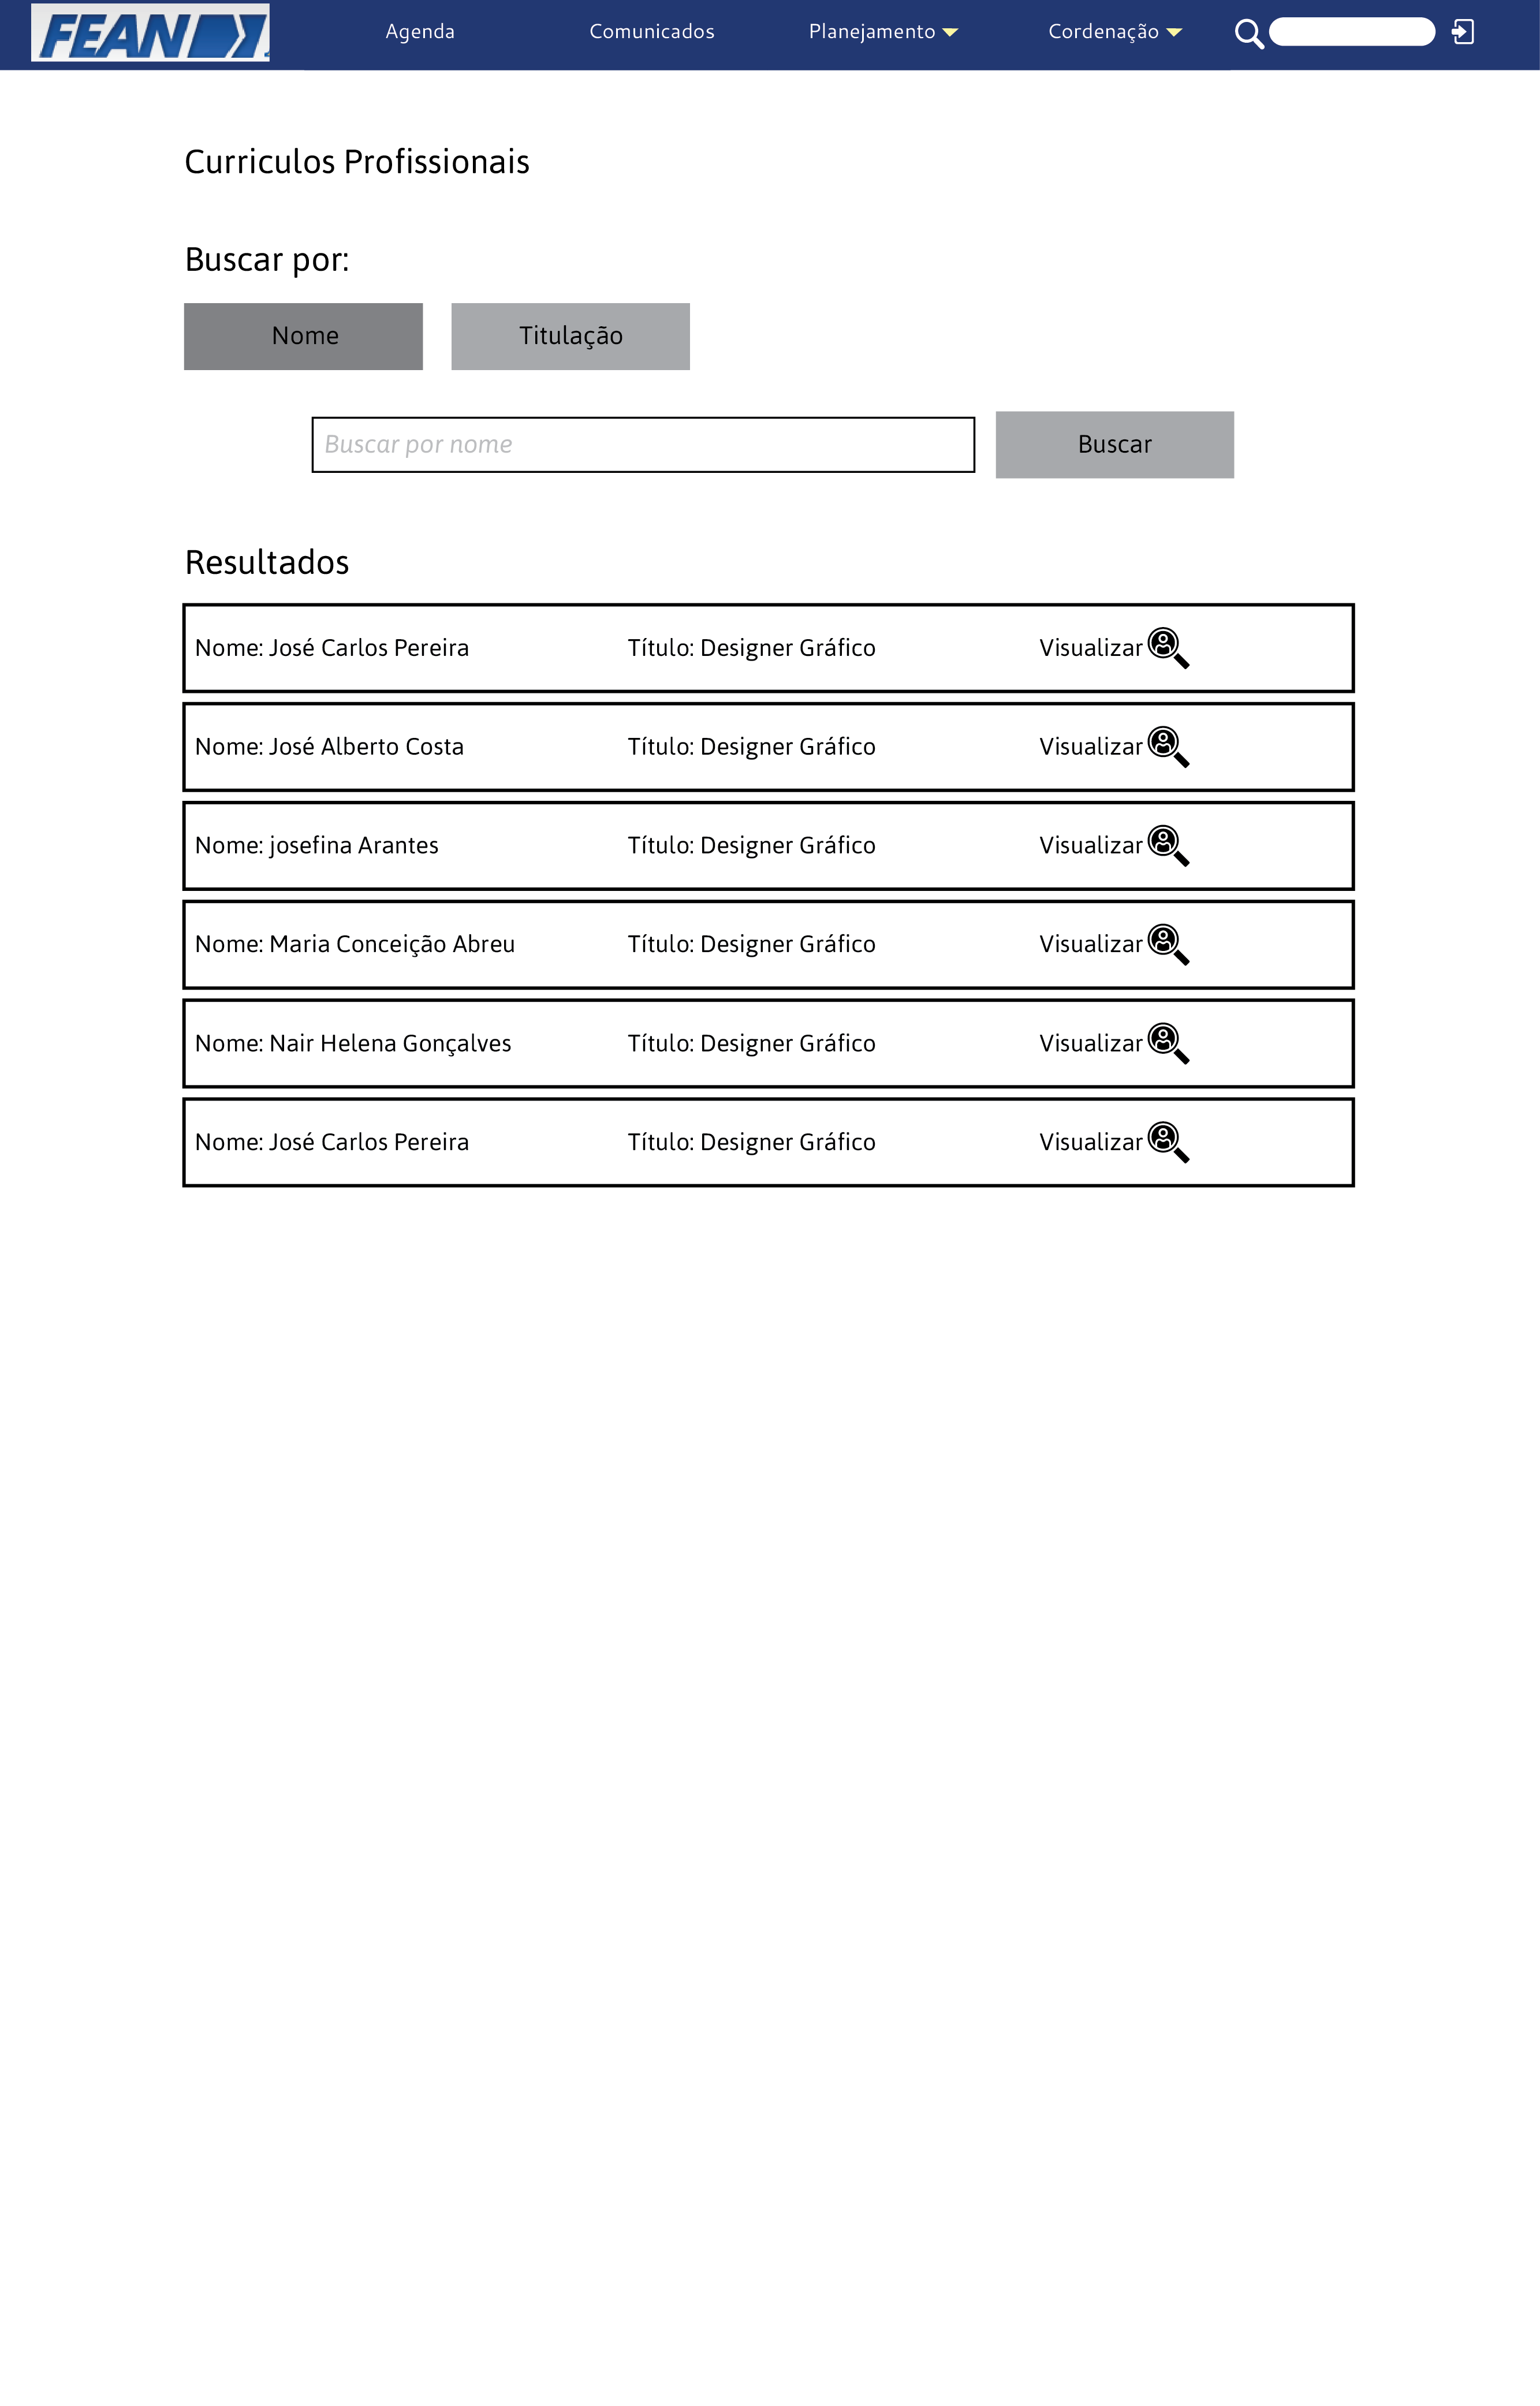 FEAN Agenda Comunicados Planejamento Cordenação
Curriculos Profissionais
Buscar por:
Nome Titulação
Buscar por nome Buscar
Resultados
Nome: José Carlos Pereira Título: Designer Gráfico Visualizar
Nome: José Alberto Costa Título: Designer Gráfico Visualizar
Nome: josefina Arantes Título: Designer Gráfico Visualizar
Nome: Maria Conceição Abreu Título: Designer Gráfico Visualizar
Nome: Nair Helena Gonçalves Título: Designer Gráfico Visualizar
Nome: José Carlos Pereira Título: Designer Gráfico Visualizar